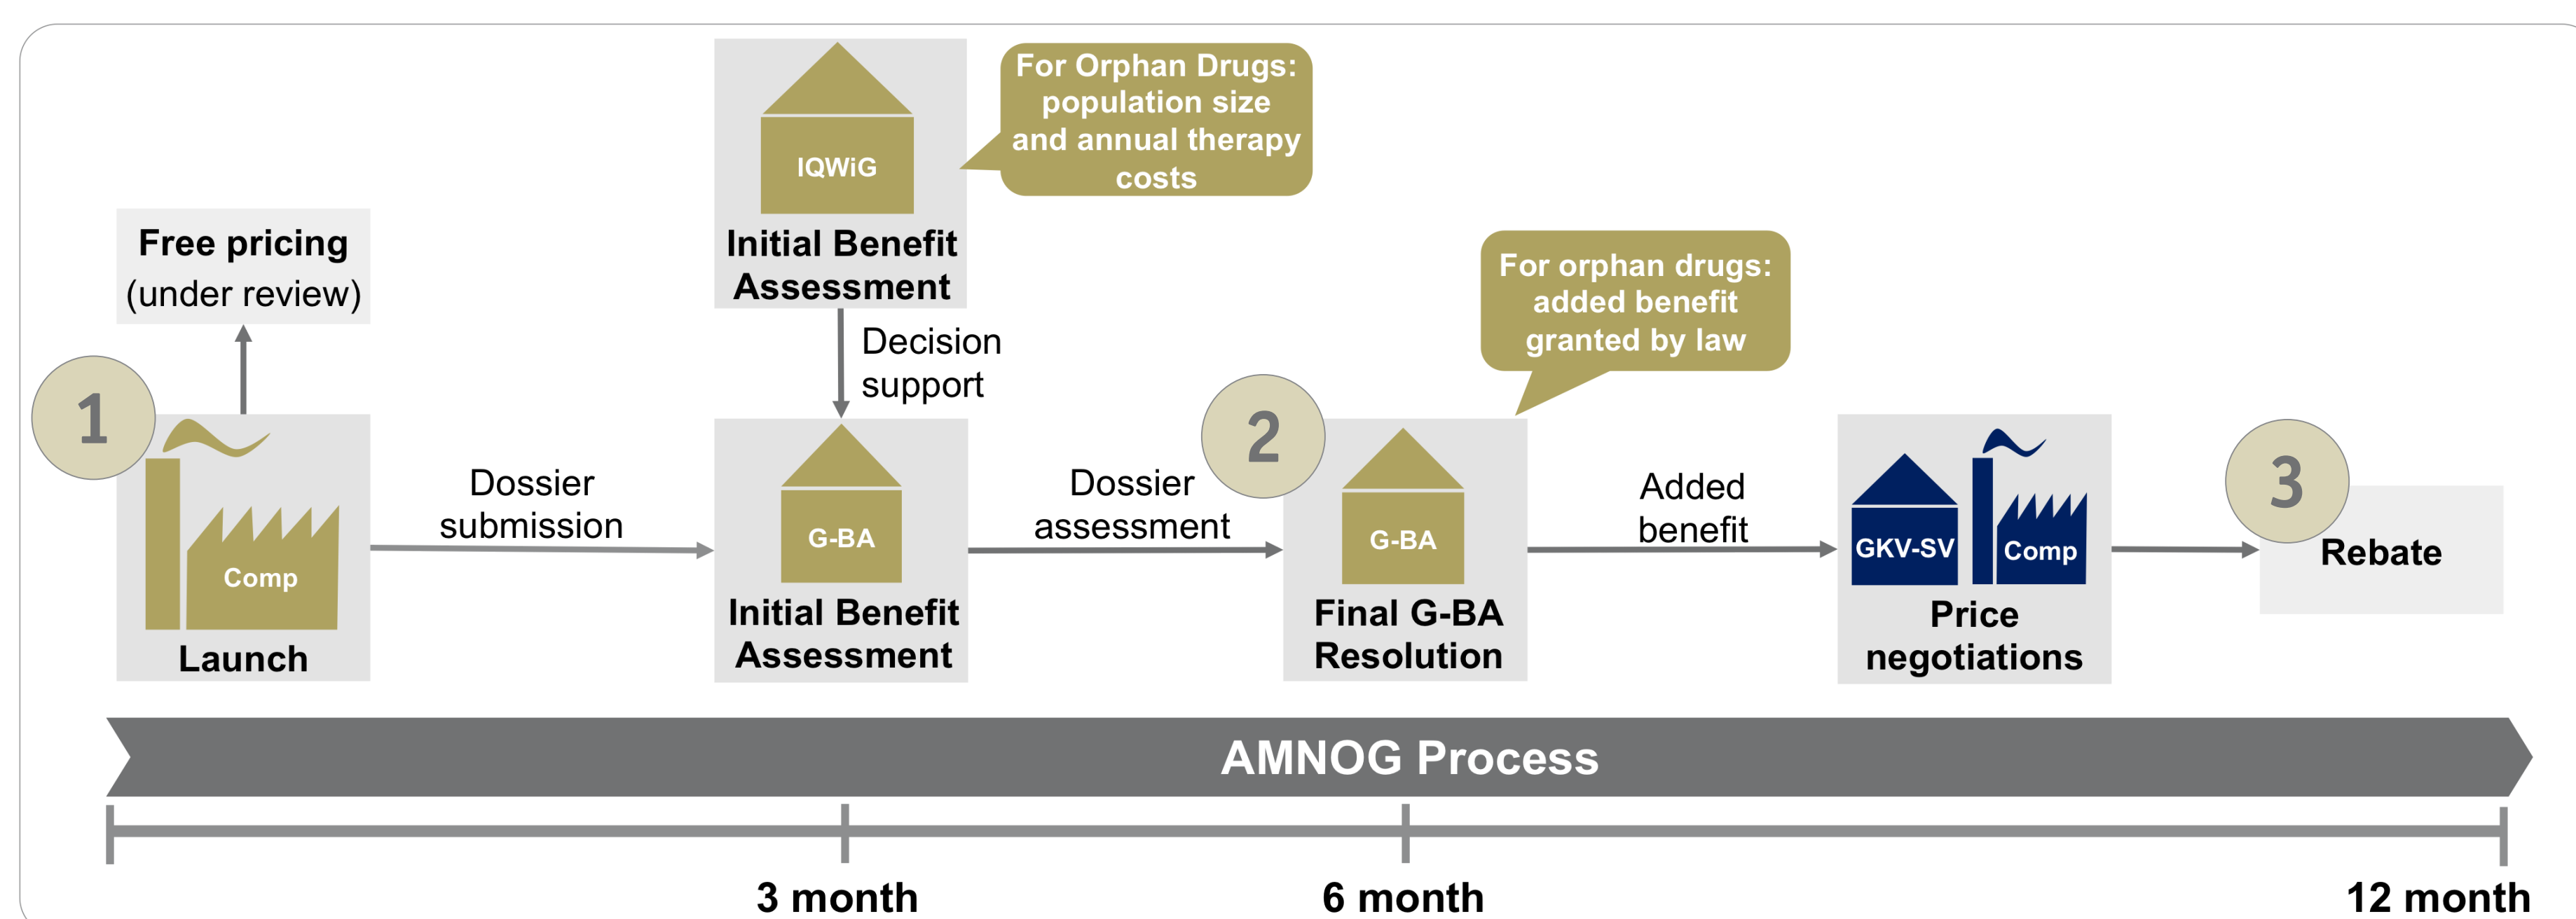 For Orphan Drugs:
population size
and annual therapy
costs
IQWiG
Initial Benefit
Assessment
Free pricing
(under review)
For orphan drugs:
added benefit
granted by law
Decision
support
1
Comp
Launch
Dossier
submission
G-BA
Initial Benefit
Assessment
Dossier
assessment
2
G-BA
Final G-BA
Resolution
Added
benefit
GKV-SV
Comp
Price
negotiations
3
Rebate
AMNOG Process
3 month
6 month
12 month